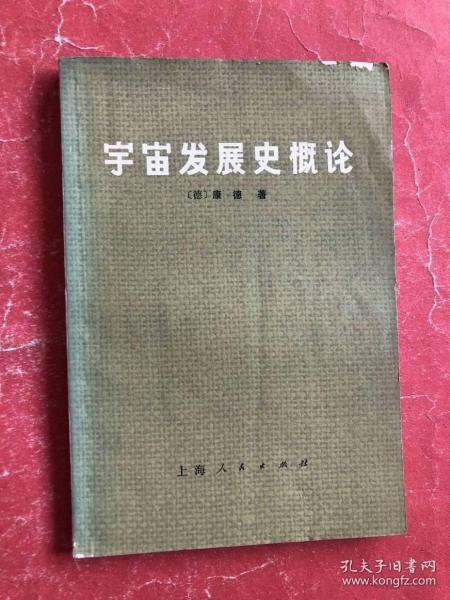 宇宙发展史概论
〔德〕康德 著
上海人民出版社
孔夫子旧书网
www.kongfz.com